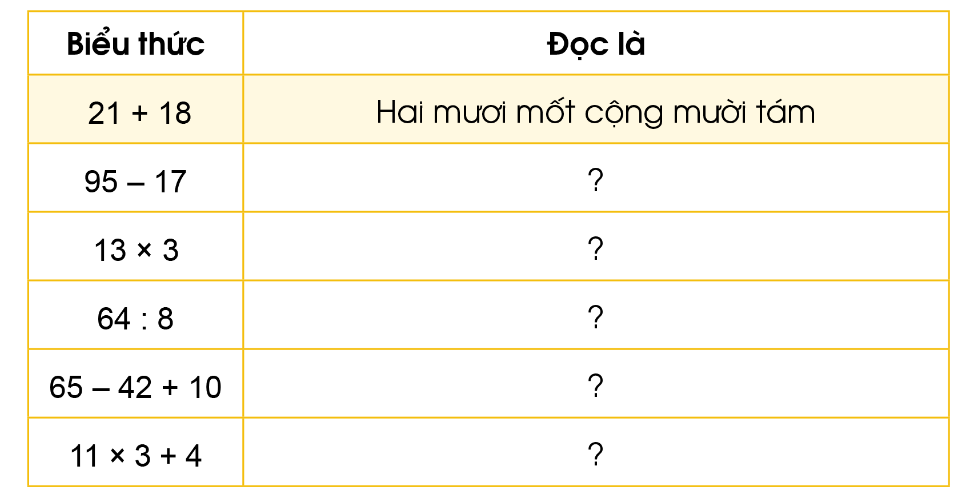 Biểu thức Đọc là
21 + 18 Hai mươi mốt cộng mười tám
95 – 17 ?
13 × 3 ?
64 : 8 ?
65 – 42 + 10 ?
11 × 3 + 4 ?